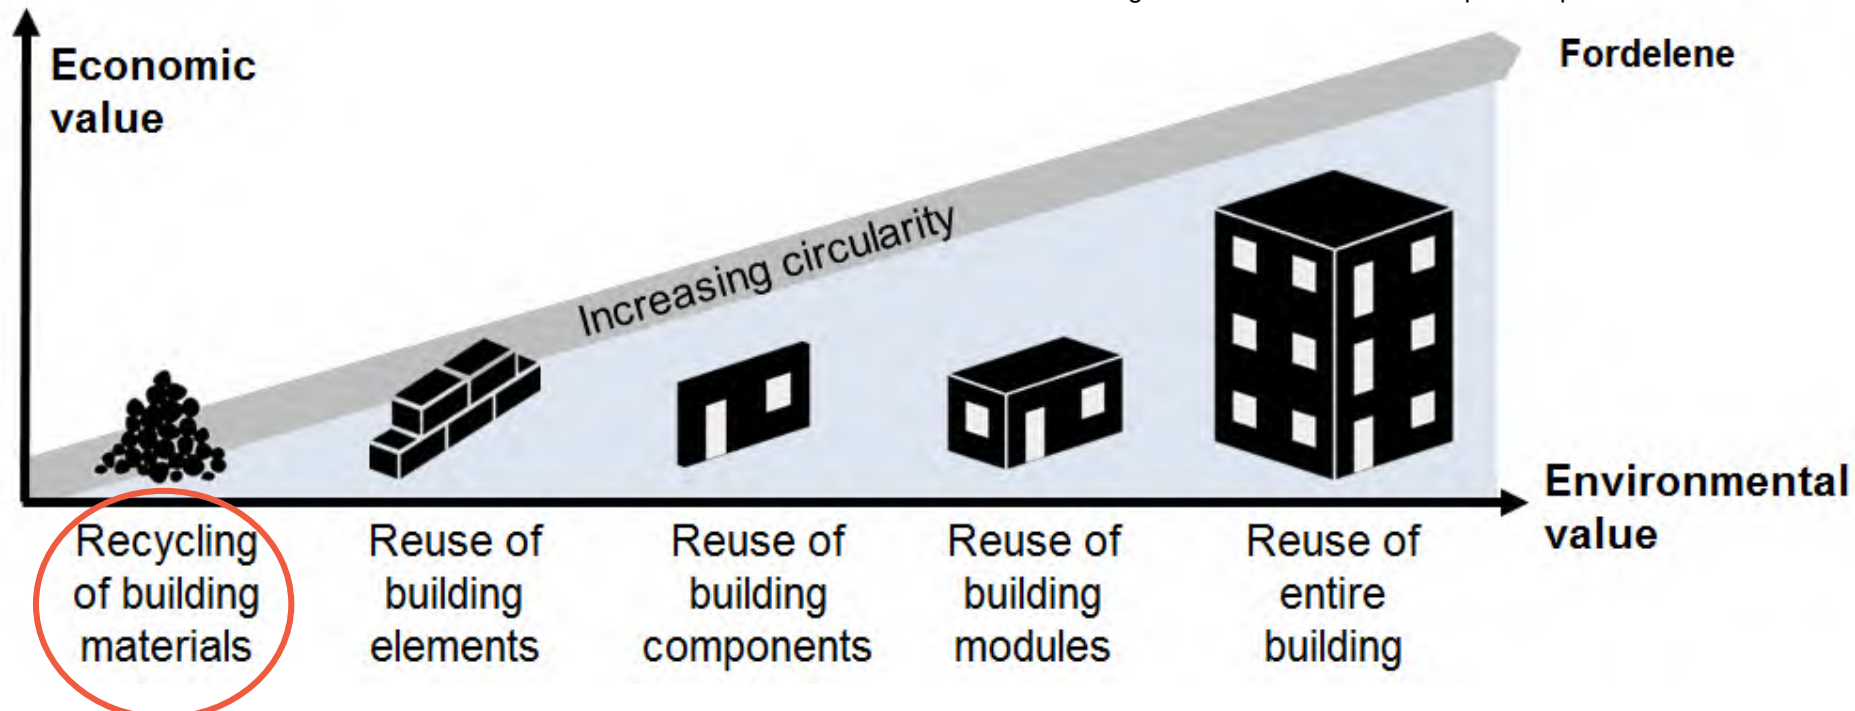 Economic
value
Fordelene
Increasing circularity
Environmental
value
Recycling
of building
materials
Reuse of
building
elements
Reuse of
building
components
Reuse of
building
modules
Reuse of
entire
building